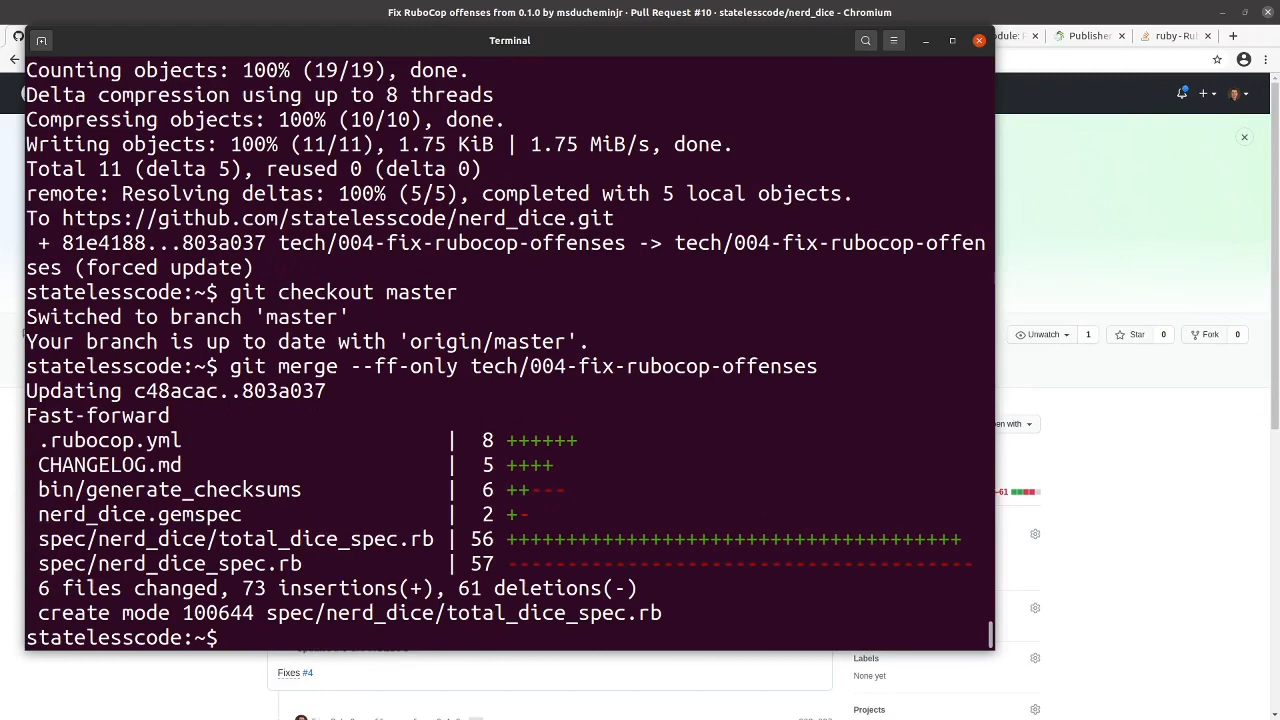 Fix RuboCop offenses from 0.1.0 by msducheminjr · Pull Request #10 · statelesscode/nerd_dice - Chromium
Terminal
Publisher
ruby - Rul
Counting objects: 100% (19/19), done.
Delta compression using up to 8 threads
Compressing objects: 100% (10/10), done.
Writing objects: 100% (11/11), 1.75 KiB | 1.75 MiB/s, done.
Total 11 (delta 5), reused 0 (delta 0)
remote: Resolving deltas: 100% (5/5), completed with 5 local objects.
To https://github.com/statelesscode/nerd_dice.git
+ 81e4188...803a037 tech/004-fix-rubocop-offenses -> tech/004-fix-rubocop-offen
ses (forced update)
statelesscode:~$ git checkout master
Switched to branch 'master'
Your branch is up to date with 'origin/master'.
Unwatch 1 Star 0 Fork 0
statelesscode:~$ git merge --ff-only tech/004-fix-rubocop-offenses
Updating c48acac..803a037
Fast-forward
.rubocop.yml | 8 ++++++
CHANGELOG.md | 5 ++++
bin/generate_checksums | 6 ++---
nerd_dice.gemspec | 2 +-
spec/nerd_dice/total_dice_spec.rb | 56 ++++++++++++++++++++++++++++++++++++++
spec/nerd_dice_spec.rb | 57 ---------------------------------------
6 files changed, 73 insertions(+), 61 deletions(-)
create mode 100644 spec/nerd_dice/total_dice_spec.rb
statelesscode:~$
en with
−61
Fixes #4
Labels
None yet
Projects